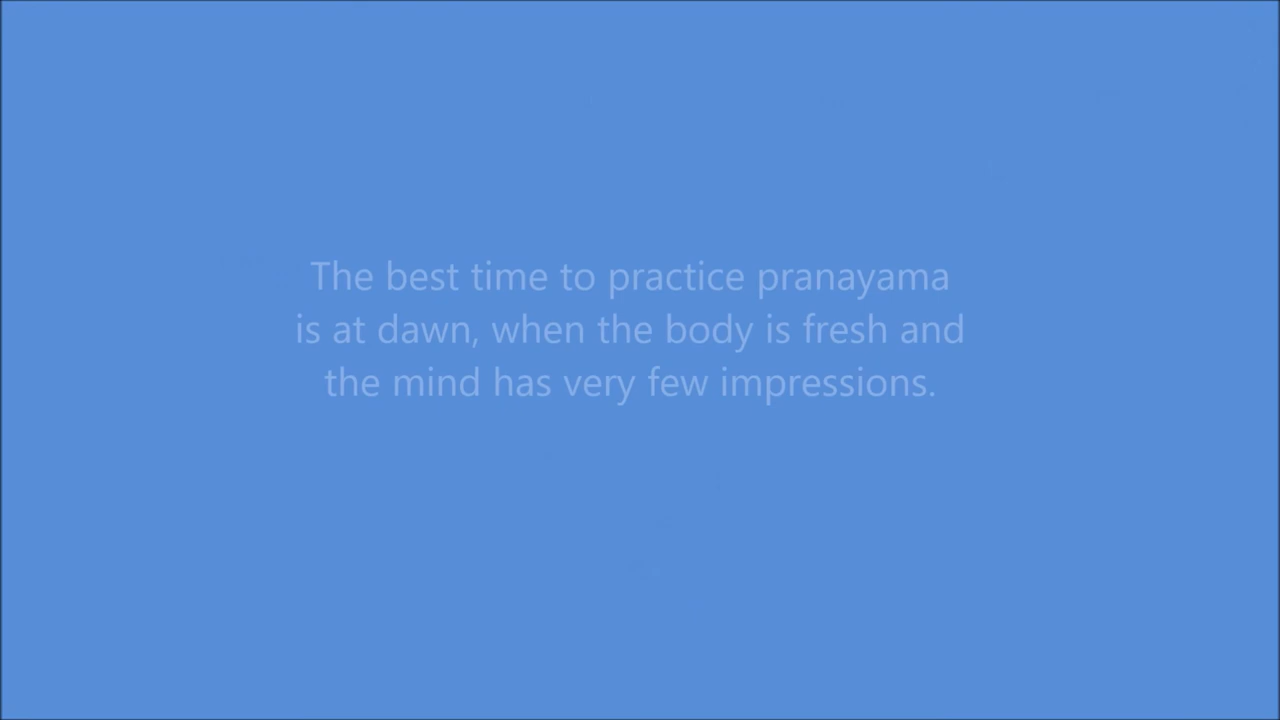 The best time to practice pranayama
is at dawn, when the body is fresh and
the mind has very few impressions.